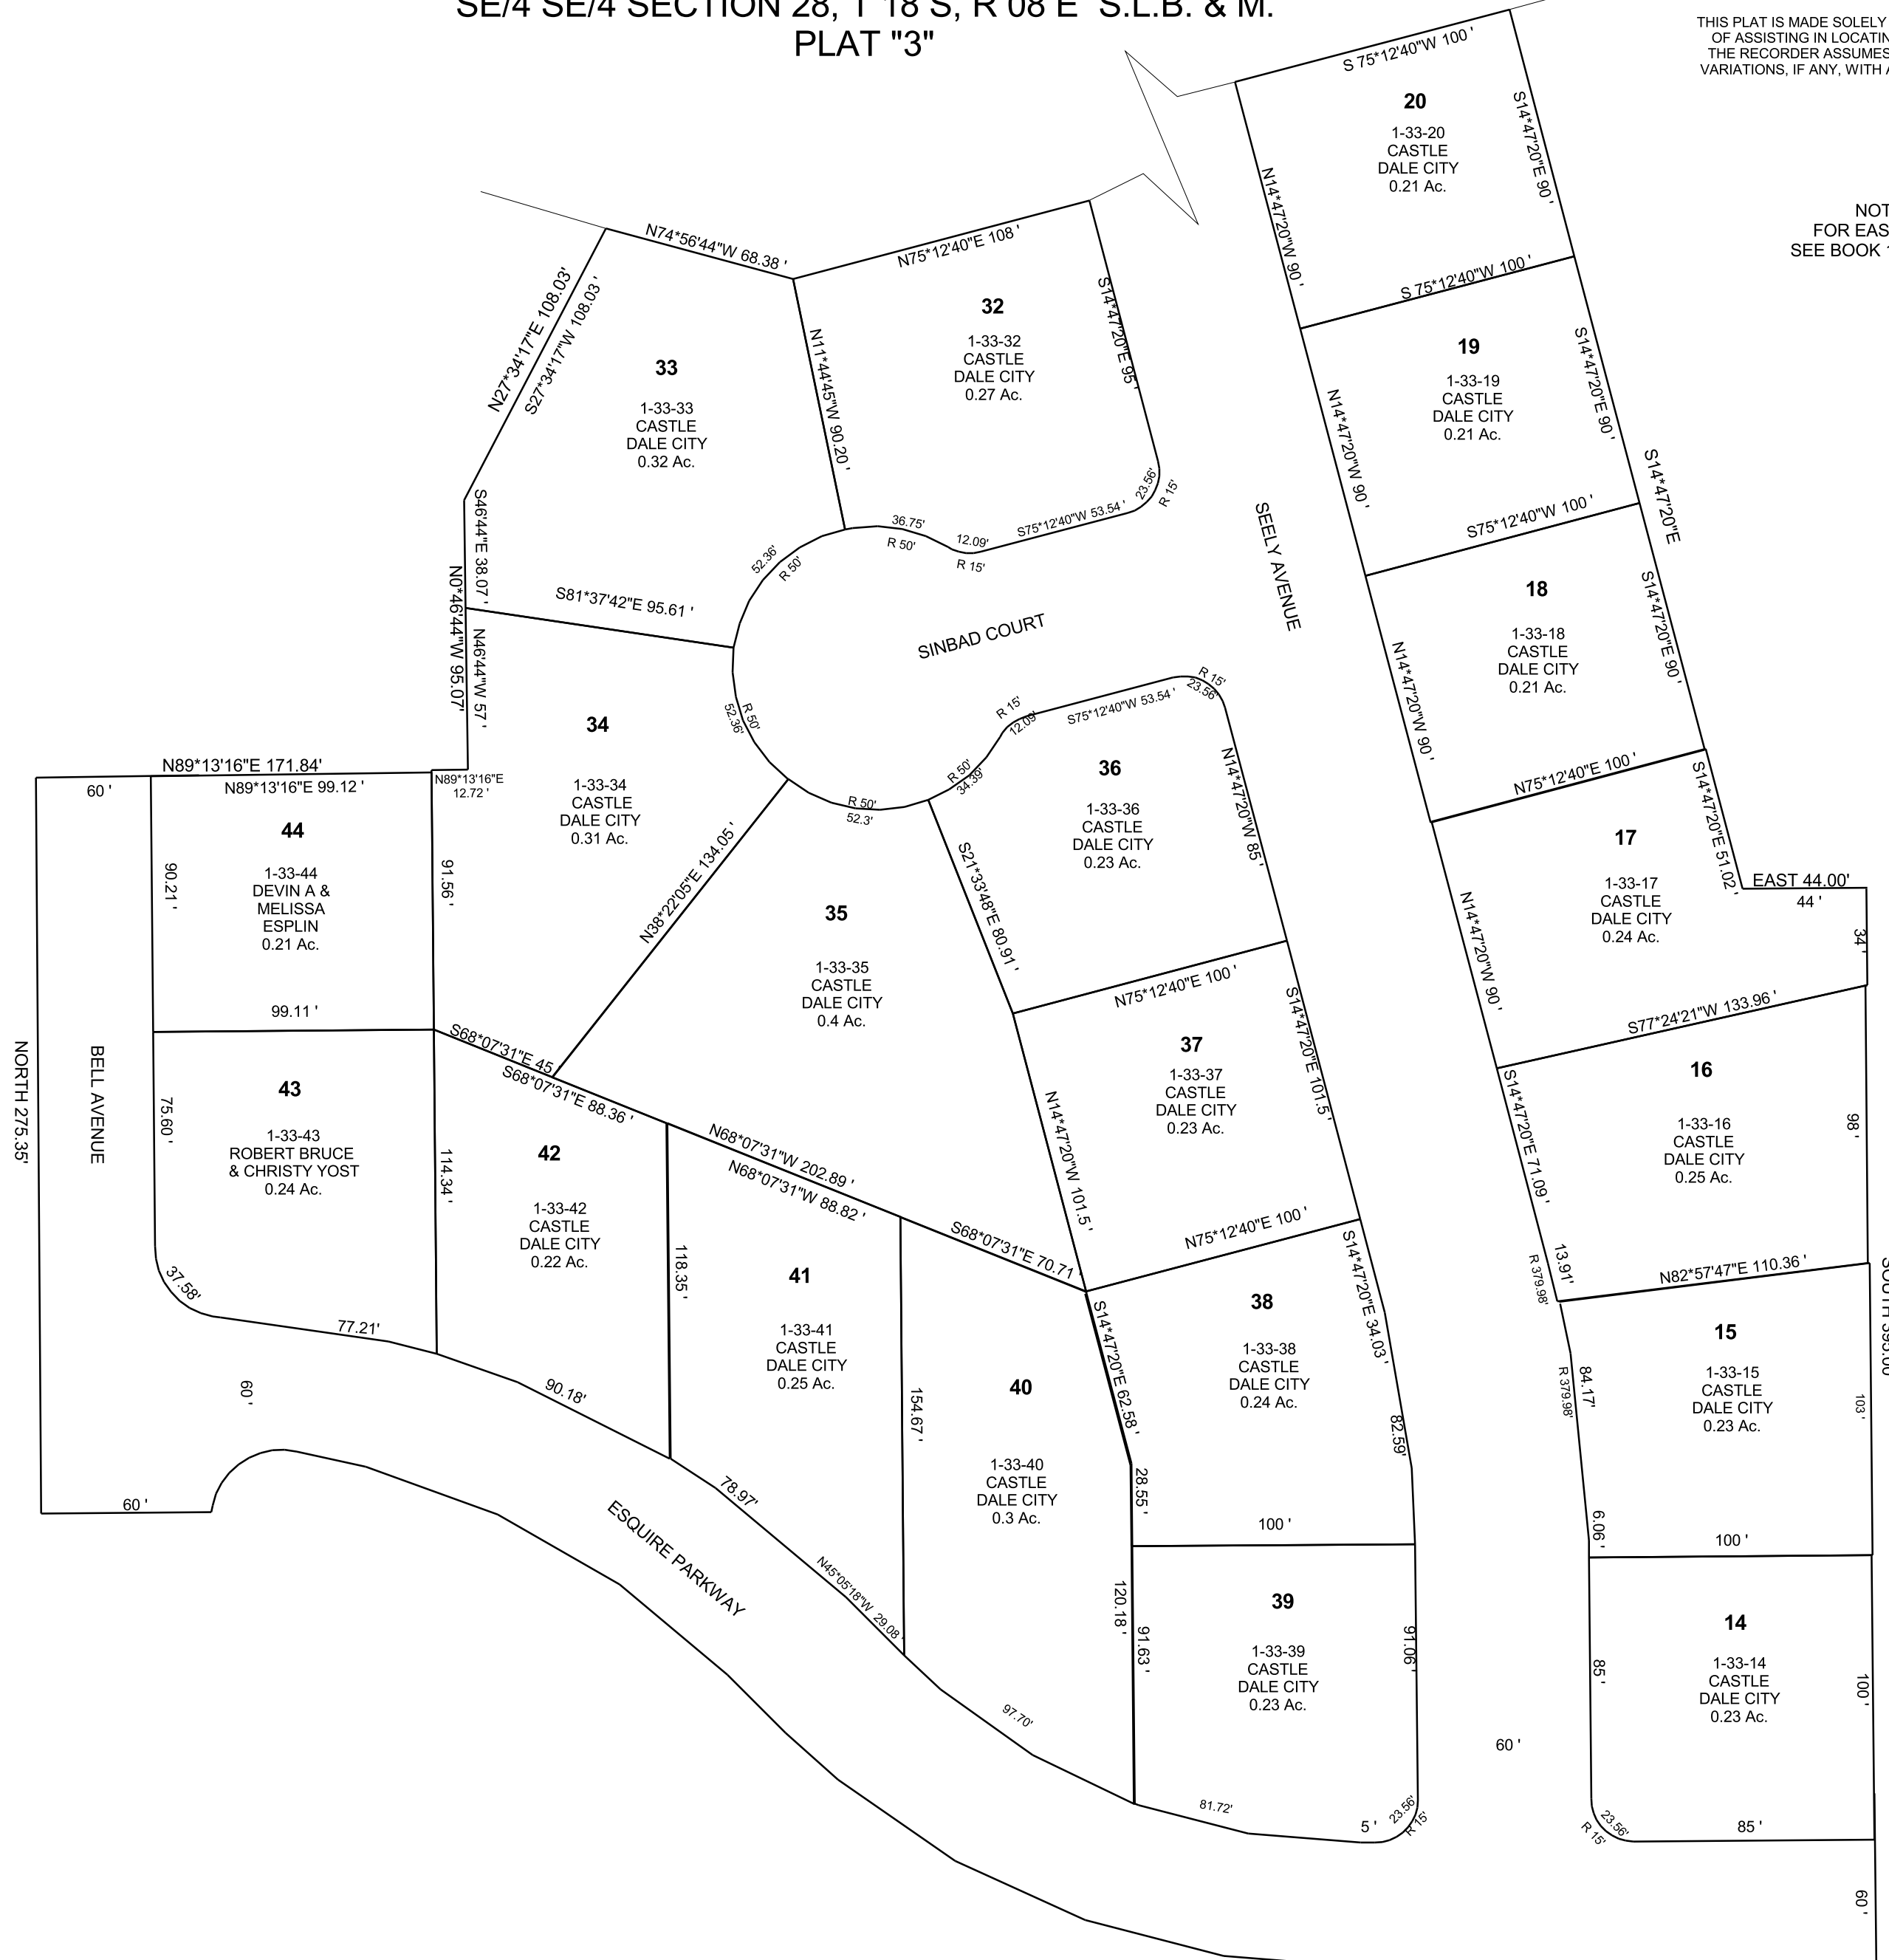 SE/4 SE/4 SECTION 28, T 18 S, R 08 E S.L.B. & M.
PLAT "3"
THIS PLAT IS MADE SOLELY
OF ASSISTING IN LOCATIN
THE RECORDER ASSUMES
VARIATIONS, IF ANY, WITH A
NOT
FOR EAS
SEE BOOK 1
S 75*12'40"W 100 '
20
1-33-20
CASTLE
DALE CITY
0.21 Ac.
N14*47'20"W 90 '
S14*47'20"E 90 '
S 75*12'40"W 100 '
19
1-33-19
CASTLE
DALE CITY
0.21 Ac.
N14*47'20"W 90 '
S14*47'20"E 90 '
S14*47'20"E
S75*12'40"W 100 '
18
1-33-18
CASTLE
DALE CITY
0.21 Ac.
N14*47'20"W 90 '
S14*47'20"E 90 '
N75*12'40"E 100 '
17
1-33-17
CASTLE
DALE CITY
0.24 Ac.
N14*47'20"W 90 '
S14*47'20"E 51.02 '
EAST 44.00'
44 '
34 '
S77*24'21"W 133.96 '
16
1-33-16
CASTLE
DALE CITY
0.25 Ac.
S14*47'20"E 71.09 '
98'
13.91'
R 379.98'
N82*57'47"E 110.36 '
15
1-33-15
CASTLE
DALE CITY
0.23 Ac.
84.17'
R 379.98'
103 '
6.06 '
100 '
14
1-33-14
CASTLE
DALE CITY
0.23 Ac.
85 '
100 '
23.56'
R 15'
85 '
60 '
60 '
SEELY AVENUE
N74*56'44"W 68.38 '
N75*12'40"E 108 '
32
1-33-32
CASTLE
DALE CITY
0.27 Ac.
S14*47'20"E 95 '
N11*44'45"W 90.20 '
23.56'
R 15'
S75*12'40"W 53.54 '
12.09'
R 15'
36.75'
R 50'
33
1-33-33
CASTLE
DALE CITY
0.32 Ac.
N27*34'17"E 108.03'
S27*34'17"W 108.03 '
S46'44"E 38.07 '
52.36'
R 50'
S81*37'42"E 95.61 '
SINBAD COURT
N0*46'44"W 95.07'
N46'44"W 57 '
34
1-33-34
CASTLE
DALE CITY
0.31 Ac.
R 50'
52.36'
N89*13'16"E
12.72 '
91.56 '
N38*22'05"E 134.05 '
R 50'
52.3'
35
1-33-35
CASTLE
DALE CITY
0.4 Ac.
R 50'
34.39'
R 15'
12.09'
S75*12'40"W 53.54 '
R 15'
23.56'
36
1-33-36
CASTLE
DALE CITY
0.23 Ac.
N14*47'20"W 85 '
S21*33'48"E 80.91 '
N75*12'40"E 100 '
37
1-33-37
CASTLE
DALE CITY
0.23 Ac.
S14*47'20"E 101.5 '
N14*47'20"W 101.5 '
N75*12'40"E 100 '
38
1-33-38
CASTLE
DALE CITY
0.24 Ac.
S14*47'20"E 34.03 '
82.59'
S14*47'20"E 62.58 '
28.55 '
100 '
39
1-33-39
CASTLE
DALE CITY
0.23 Ac.
91.06'
91.63 '
120.18 '
81.72'
5 '
23.56'
R 15'
N89*13'16"E 171.84'
N89*13'16"E 99.12 '
60 '
44
1-33-44
DEVIN A &
MELISSA
ESPLIN
0.21 Ac.
90.21 '
99.11 '
NORTH 275.35'
BELL AVENUE
43
1-33-43
ROBERT BRUCE
& CHRISTY YOST
0.24 Ac.
75.60 '
37.58'
77.21'
114.34 '
S68*07'31"E 45
S68*07'31"E 88.36 '
42
1-33-42
CASTLE
DALE CITY
0.22 Ac.
90.18'
118.35 '
N68*07'31"W 202.89 '
N68*07'31"W 88.82 '
41
1-33-41
CASTLE
DALE CITY
0.25 Ac.
78.97'
N45*05'18"W 29.08 '
154.67 '
S68*07'31"E 70.71 '
40
1-33-40
CASTLE
DALE CITY
0.3 Ac.
97.70'
60 '
60 '
ESQUIRE PARKWAY